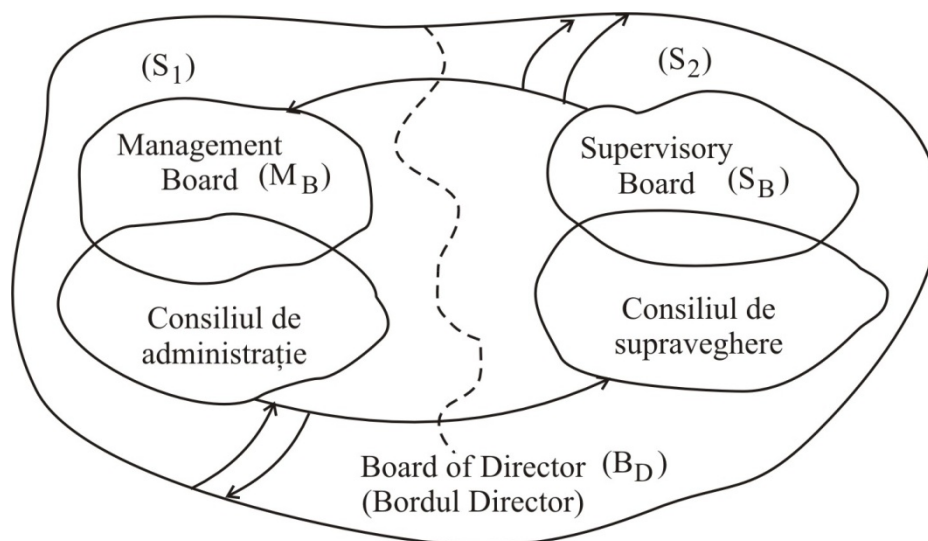 (S1)
(S2)
Management
Board (MB)
Supervisory
Board (SB)
Consiliul de
administrație
Consiliul de
supraveghere
Board of Director (BD)
(Bordul Director)